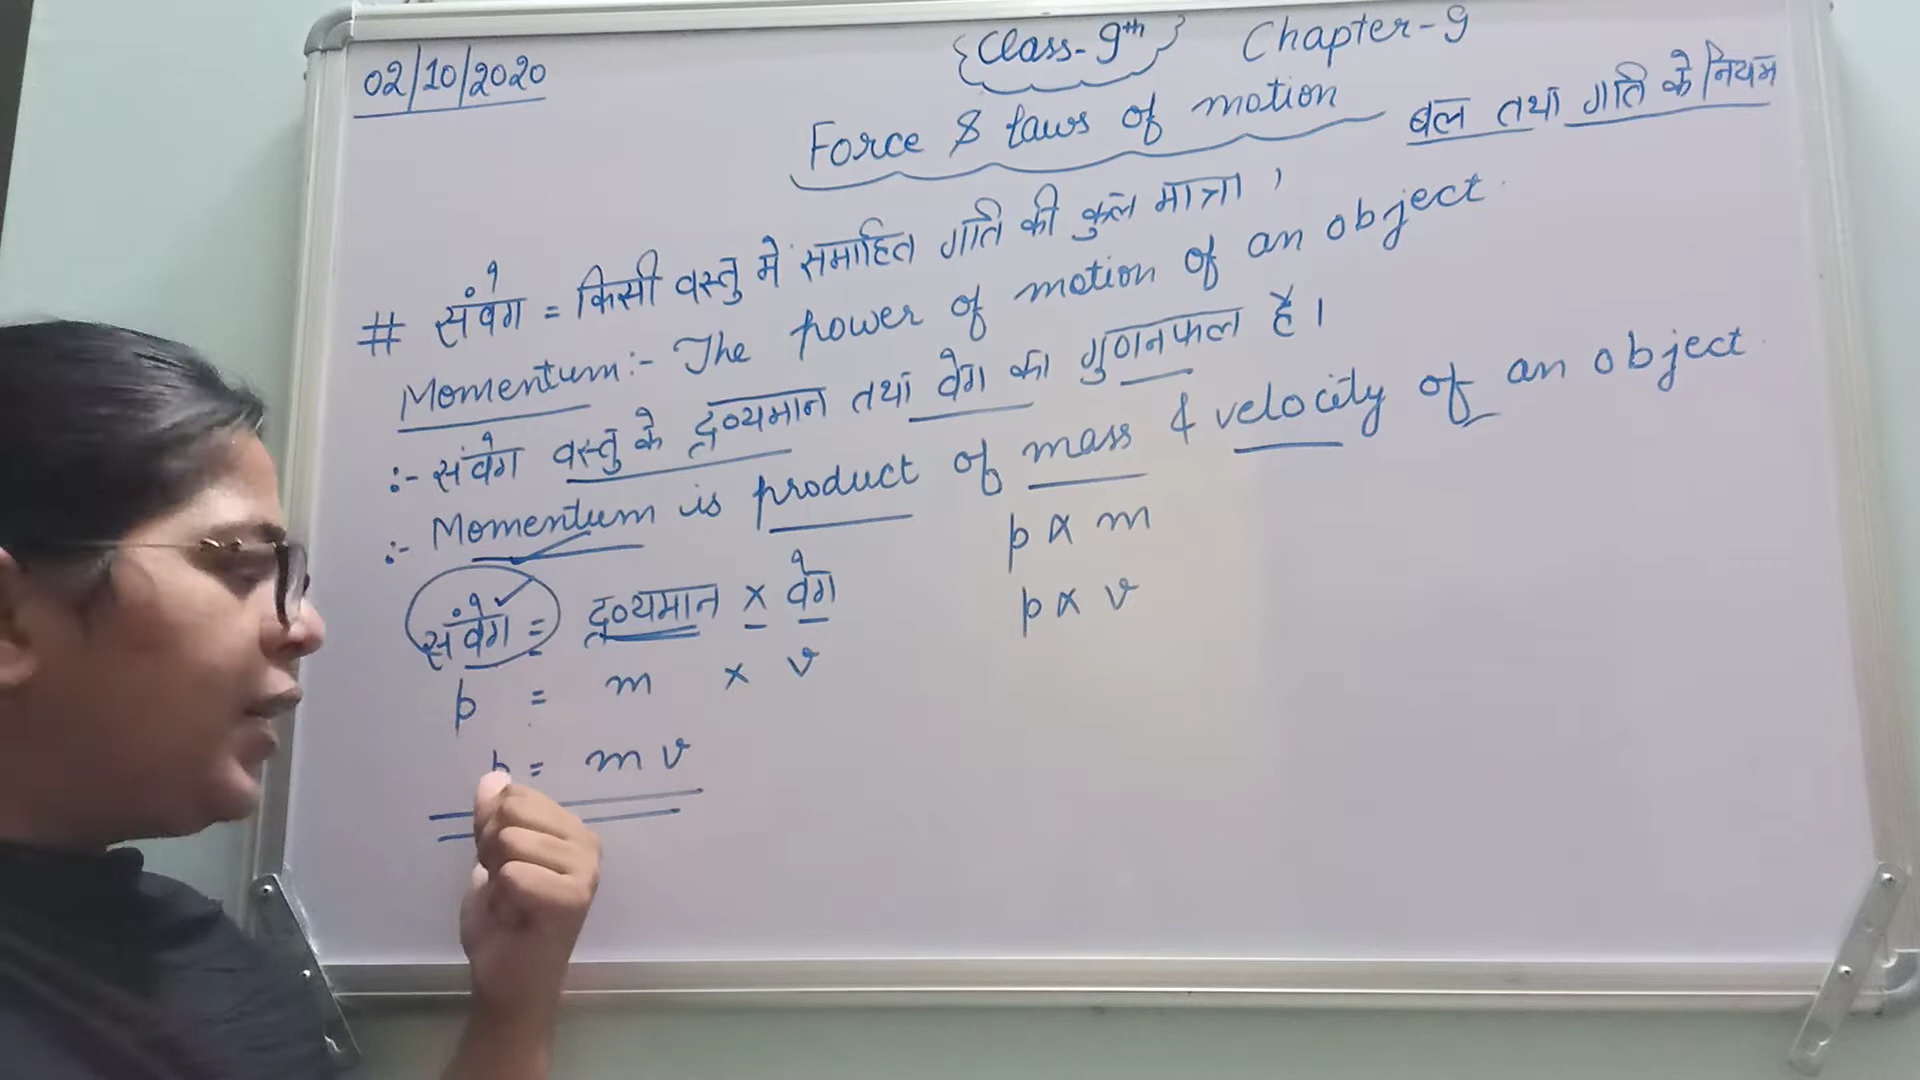 02/10/2020
{Class-9th} Chapter-9
Force & laws of motion बल तथा गति के नियम
# संवेग = किसी वस्तु मे समाहित गति की कुल मात्रा ,
Momentum:- The power of motion of an object.
:- संवेग वस्तु के द्रव्यमान तथा वेग का गुणनफल है।
:- Momentum is product of mass & velocity of an object.
संवेग = द्रव्यमान × वेग
p ∝ m
p ∝ v
p = m × v
p = m v